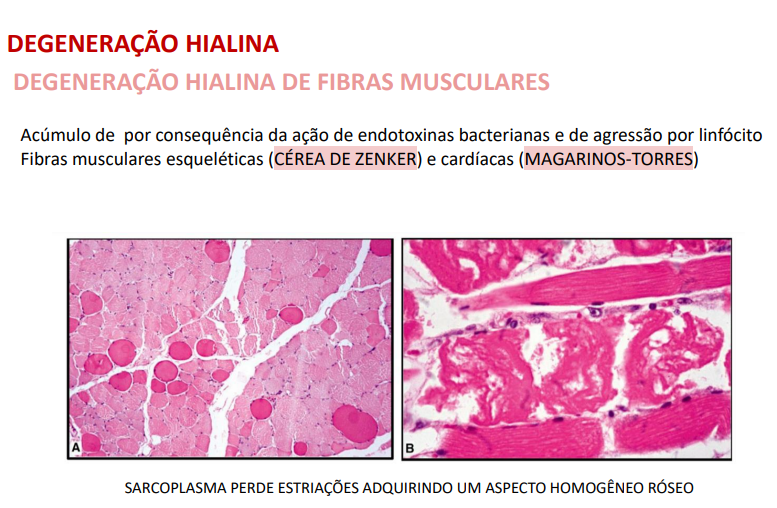 DEGENERAÇÃO HIALINA
DEGENERAÇÃO HIALINA DE FIBRAS MUSCULARES
Acúmulo de por consequência da ação de endotoxinas bacterianas e de agressão por linfócito
Fibras musculares esqueléticas (CÉREA DE ZENKER) e cardíacas (MAGARINOS-TORRES)
A
B
SARCOPLASMA PERDE ESTRIAÇÕES ADQUIRINDO UM ASPECTO HOMOGÊNEO RÓSEO